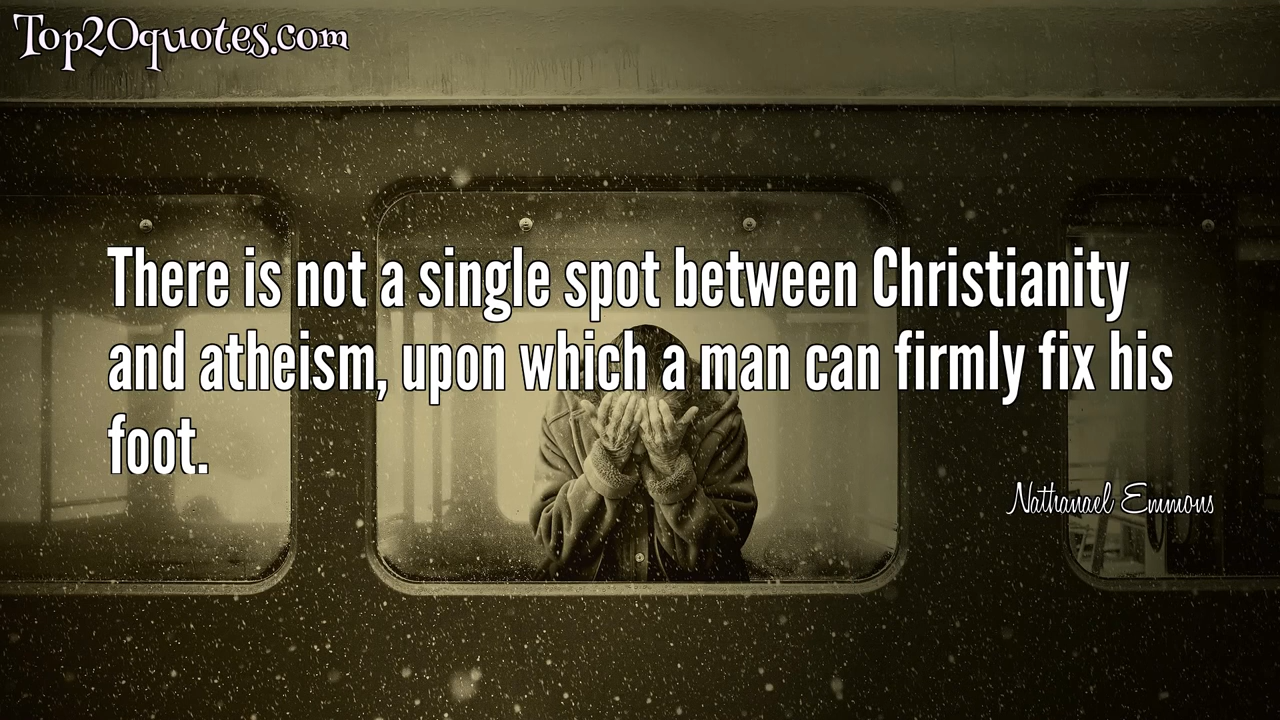 Top20quotes.com
There is not a single spot between Christianity
and atheism, upon which a man can firmly fix his
foot.
Nathanael Emmons